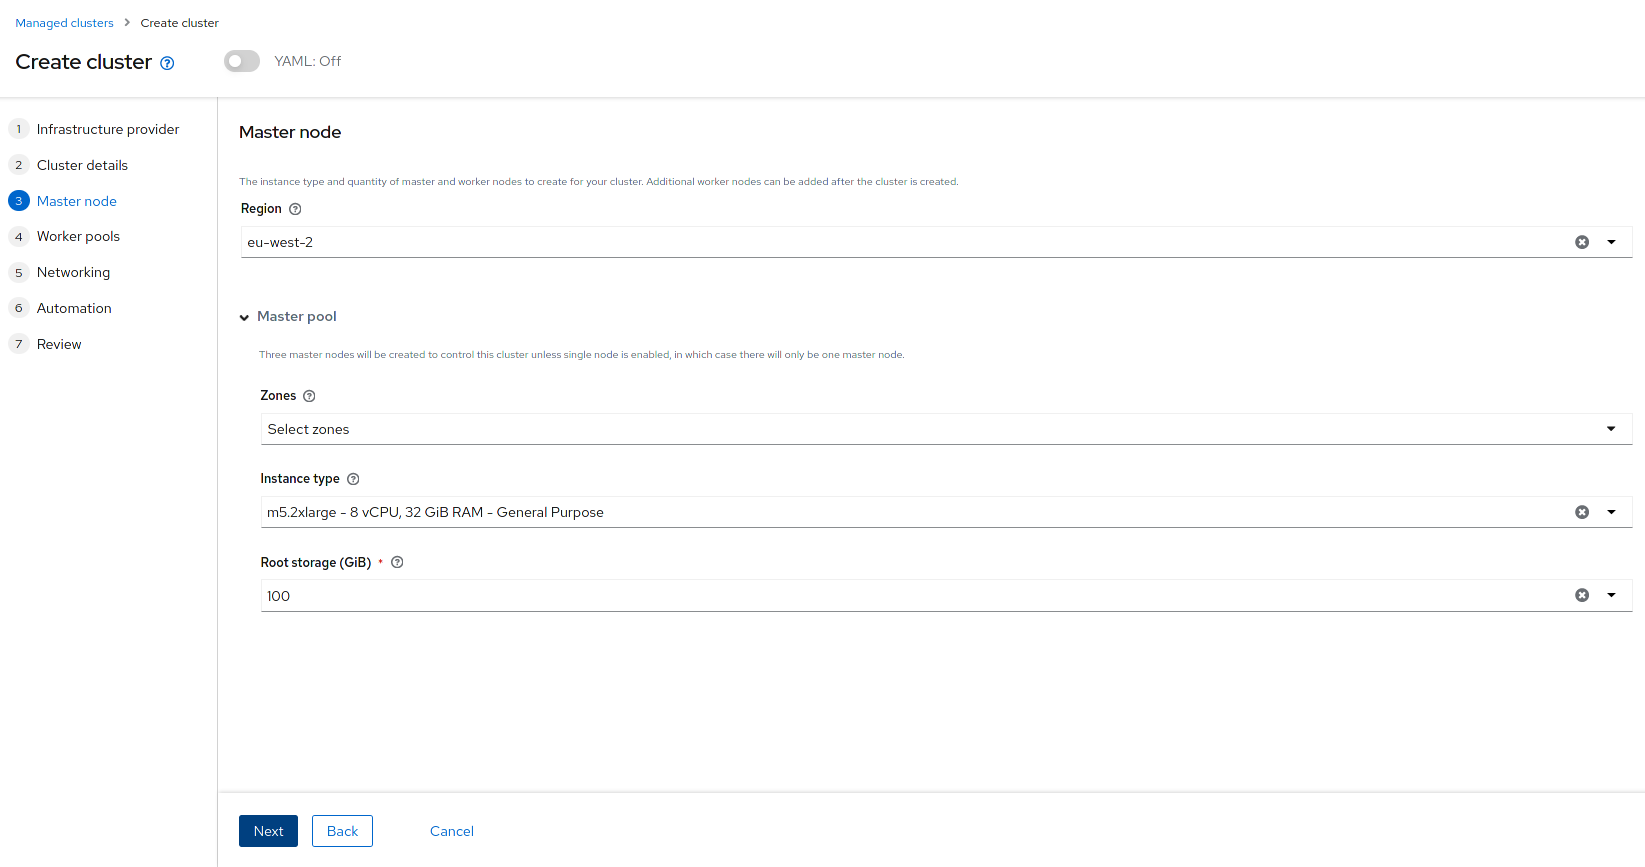 Managed clusters > Create cluster
Create cluster
YAML: Off
1 Infrastructure provider
2 Cluster details
3 Master node
4 Worker pools
5 Networking
6 Automation
7 Review
Master node
The instance type and quantity of master and worker nodes to create for your cluster. Additional worker nodes can be added after the cluster is created.
Region
eu-west-2
Master pool
Three master nodes will be created to control this cluster unless single node is enabled, in which case there will only be one master node.
Zones
Select zones
Instance type
m5.2xlarge - 8 vCPU, 32 GiB RAM - General Purpose
Root storage (GiB) *
100
Next Back Cancel